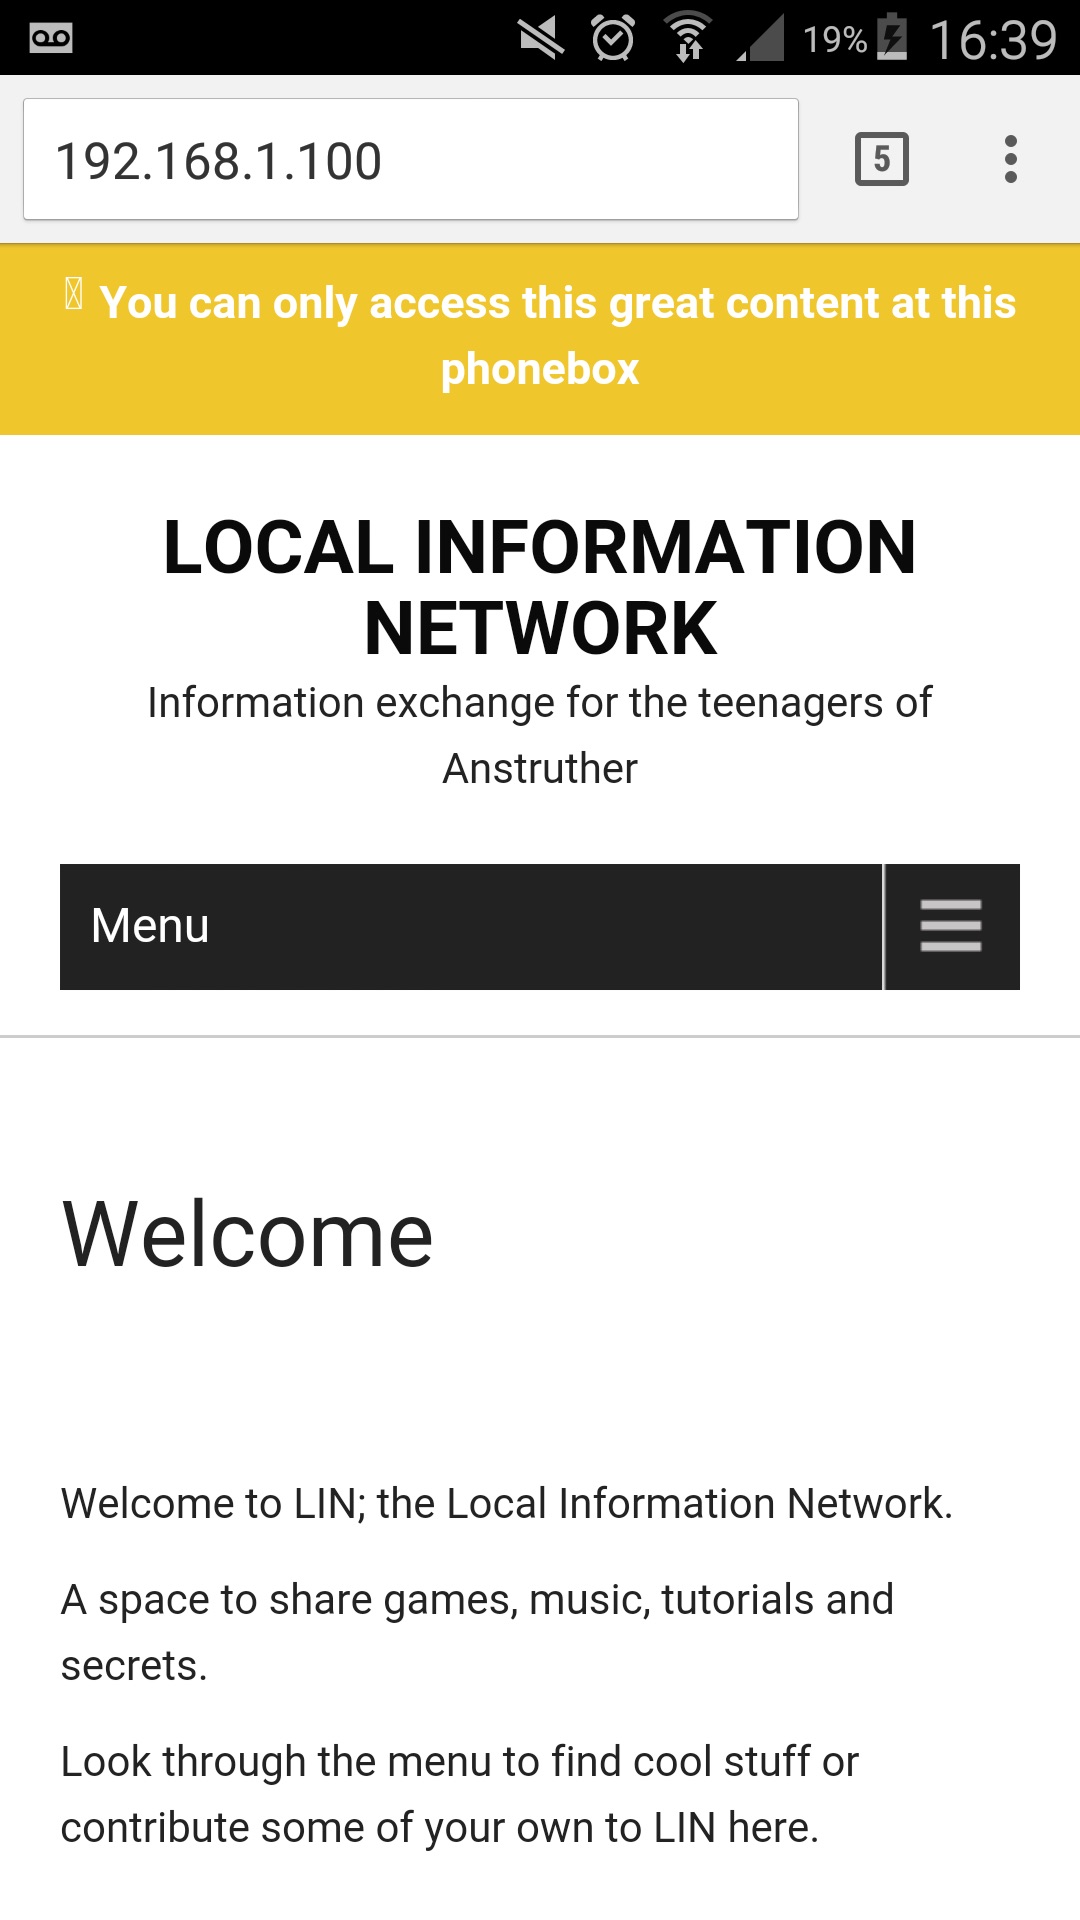 19% 16:39
192.168.1.100 5
You can only access this great content at this
phonebox
LOCAL INFORMATION
NETWORK
Information exchange for the teenagers of
Anstruther
Menu
Welcome
Welcome to LIN; the Local Information Network.
A space to share games, music, tutorials and
secrets.
Look through the menu to find cool stuff or
contribute some of your own to LIN here.